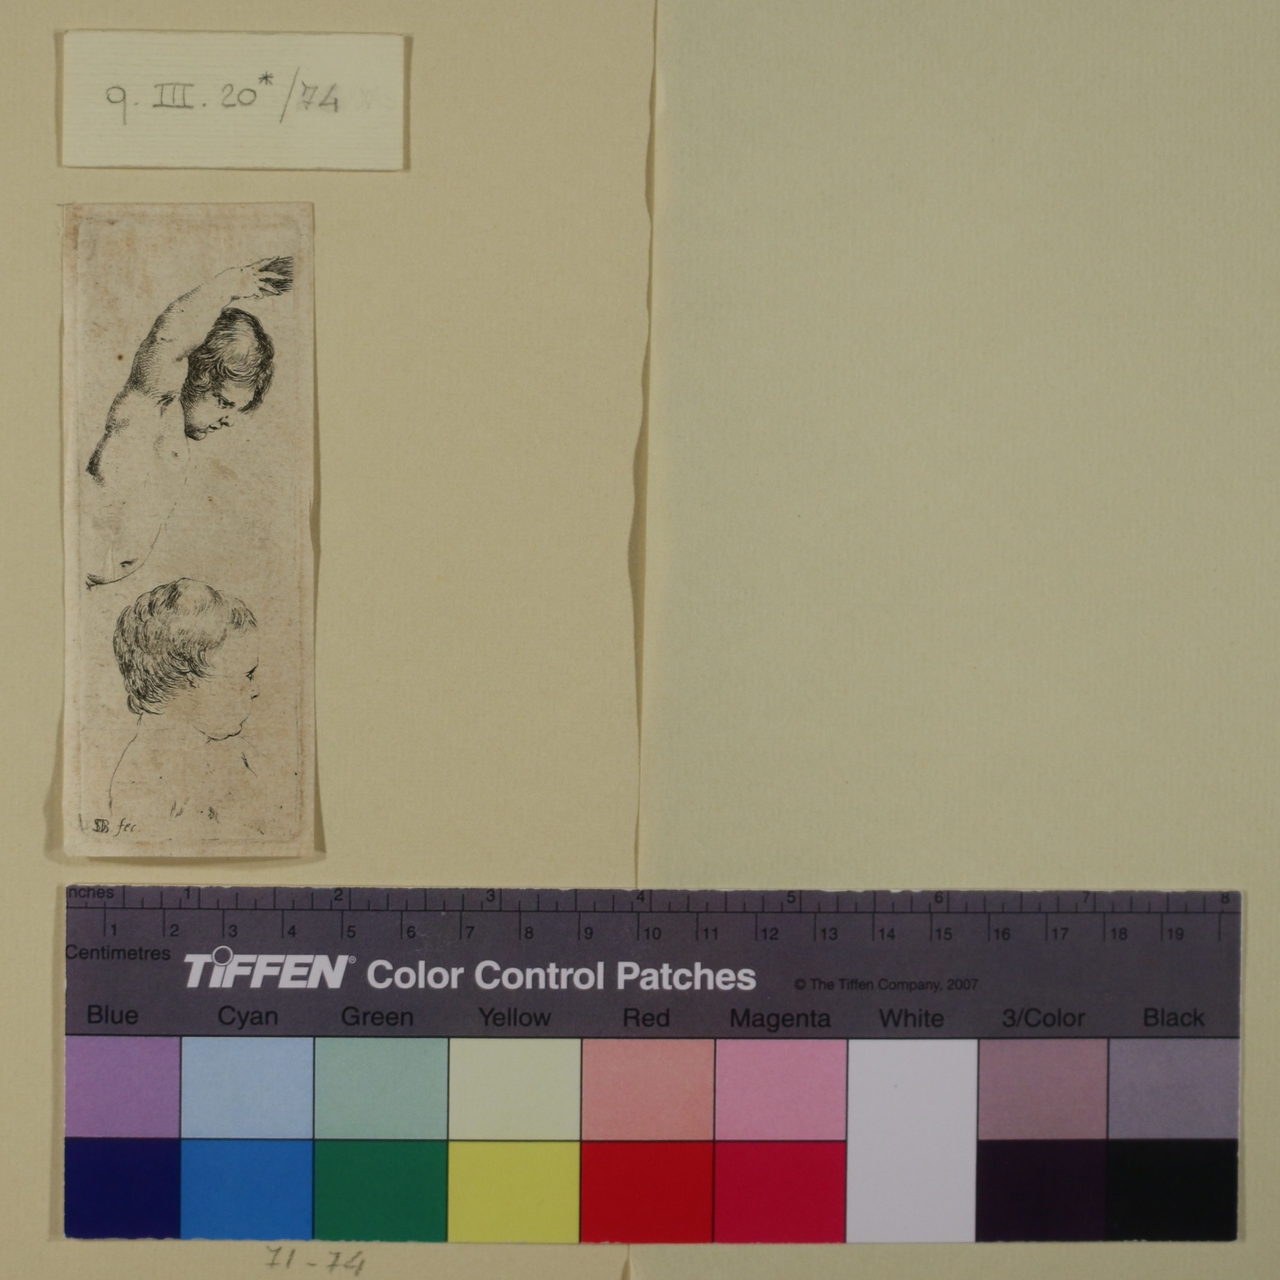 9. III. 20* /74
SDB fec.
nches 1 2 3 4 5 6 7 8
1 2 3 4 5 6 7 8 9 10 11 12 13 14 15 16 17 18 19
Centimetres
TiFFEN® Color Control Patches © The Tiffen Company, 2007
Blue Cyan Green Yellow Red Magenta White 3/Color Black
71-74